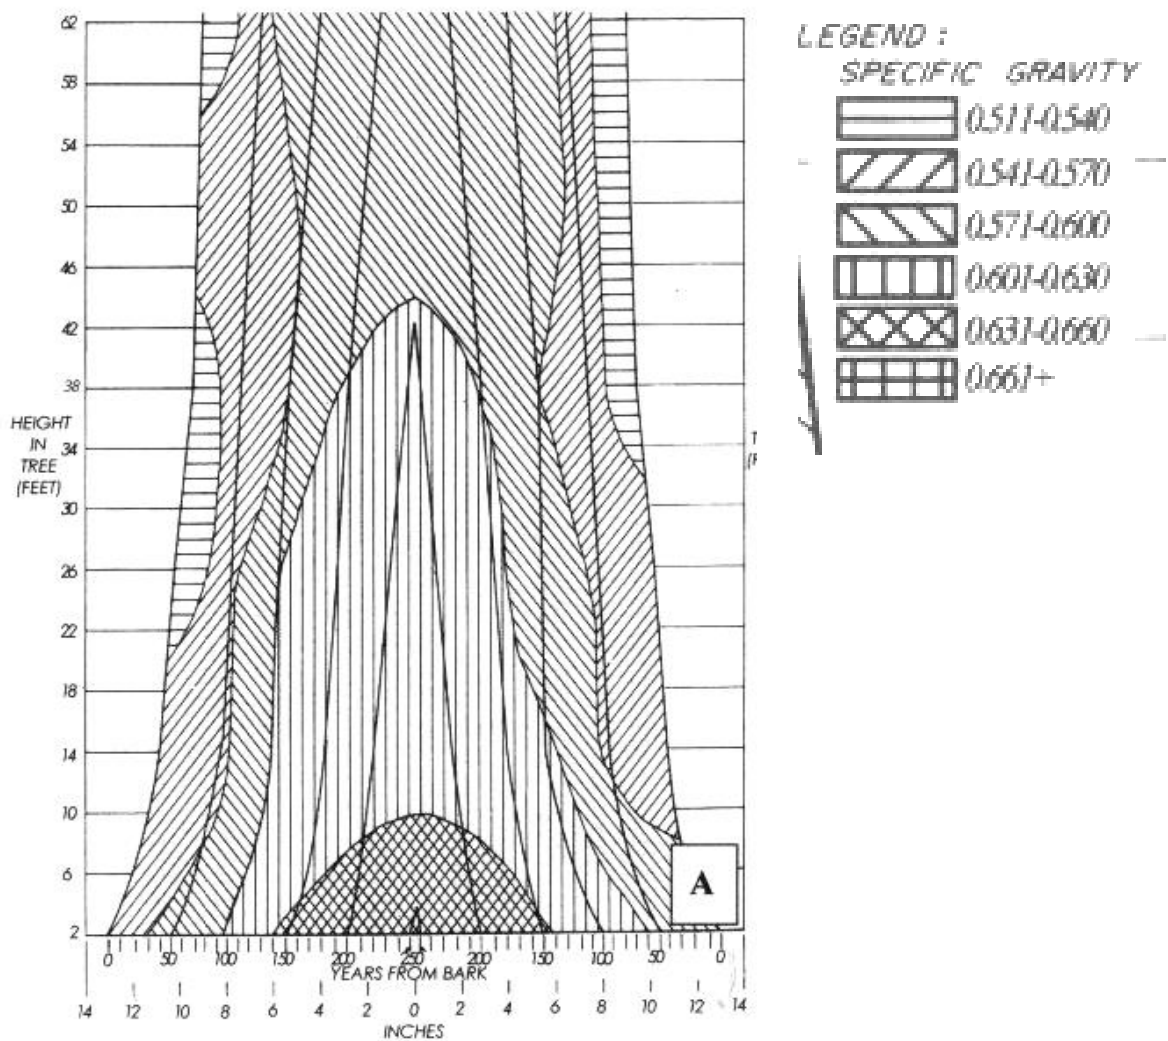 62
58
54
50
46
42
38
34
30
26
22
18
14
10
6
2
HEIGHT
IN
TREE
(FEET)
0 50 100 150 200 250 200 150 100 50 0
YEARS FROM BARK
14 12 10 8 6 4 2 0 2 4 6 8 10 12 14
INCHES
A
LEGEND :
SPECIFIC GRAVITY
0.511-0.540
0.541-0.570
0.571-0.600
0.601-0.630
0.631-0.660
0.661+